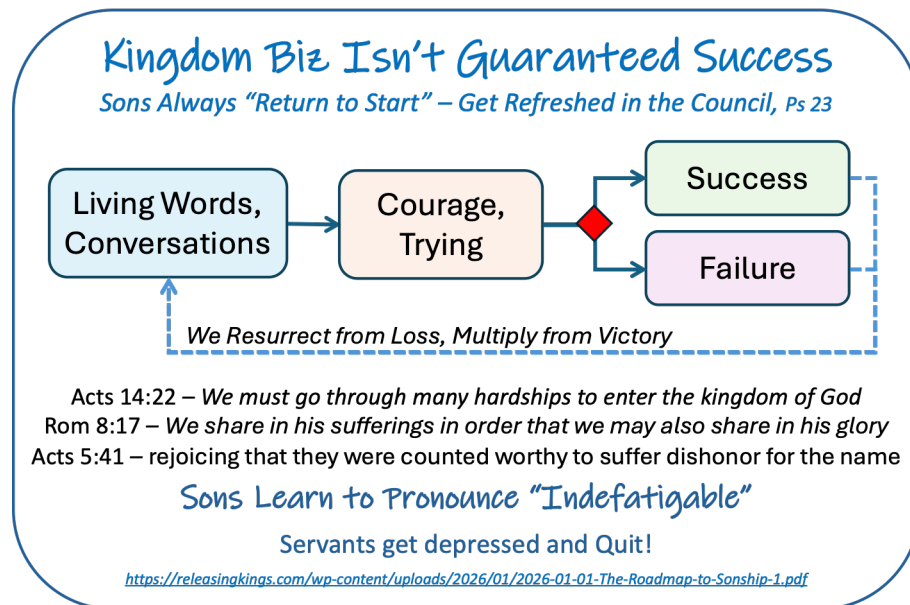 Kingdom Biz Isn't Guaranteed Success
Sons Always “Return to Start” – Get Refreshed in the Council, Ps 23
Living Words,
Conversations
Courage,
Trying
Success
Failure
We Resurrect from Loss, Multiply from Victory
Acts 14:22 – We must go through many hardships to enter the kingdom of God
Rom 8:17 – We share in his sufferings in order that we may also share in his glory
Acts 5:41 – rejoicing that they were counted worthy to suffer dishonor for the name
Sons Learn to Pronounce “Indefatigable”
Servants get depressed and Quit!
https://releasingkings.com/wp-content/uploads/2026/01/2026-01-01-The-Roadmap-to-Sonship-1.pdf